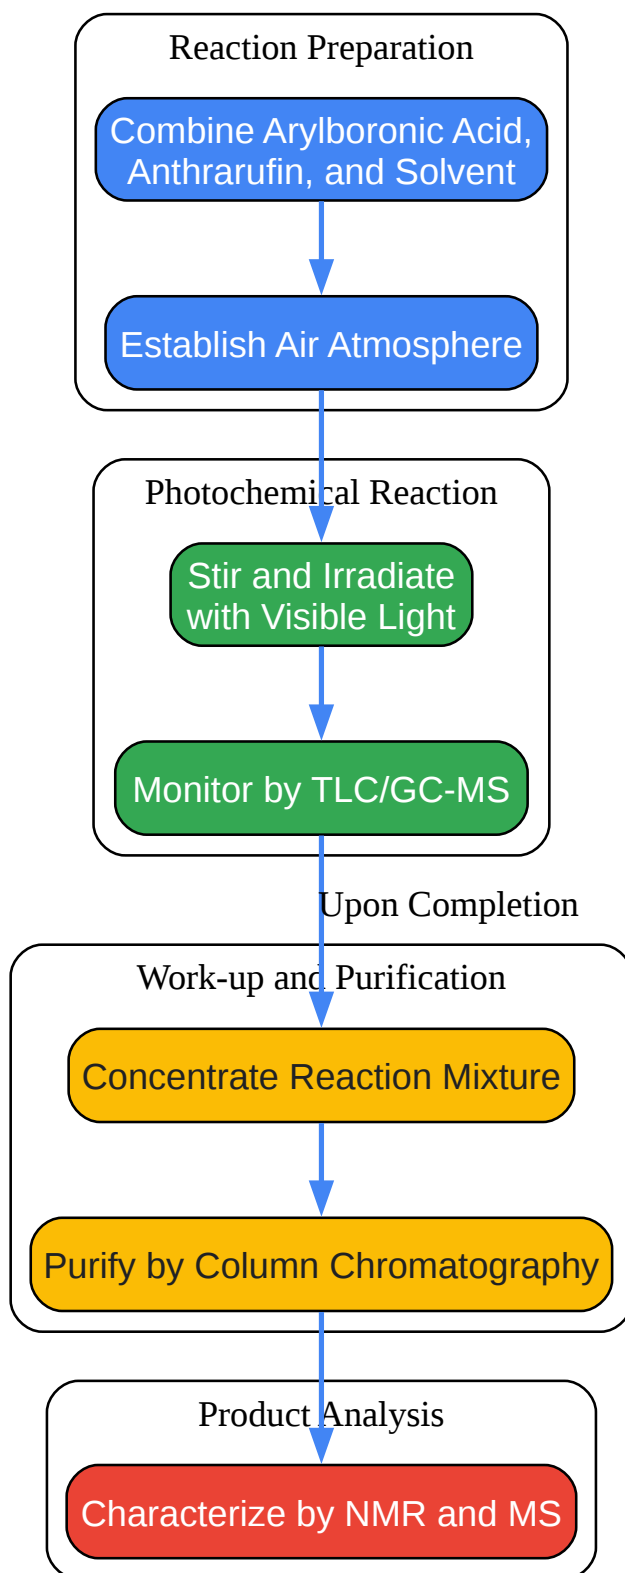 Reaction Preparation
Combine Arylboronic Acid,
Anthrarufin, and Solvent
Establish Air Atmosphere
Photochemical Reaction
Stir and Irradiate
with Visible Light
Monitor by TLC/GC-MS
Upon Completion
Work-up and Purification
Concentrate Reaction Mixture
Purify by Column Chromatography
Product Analysis
Characterize by NMR and MS